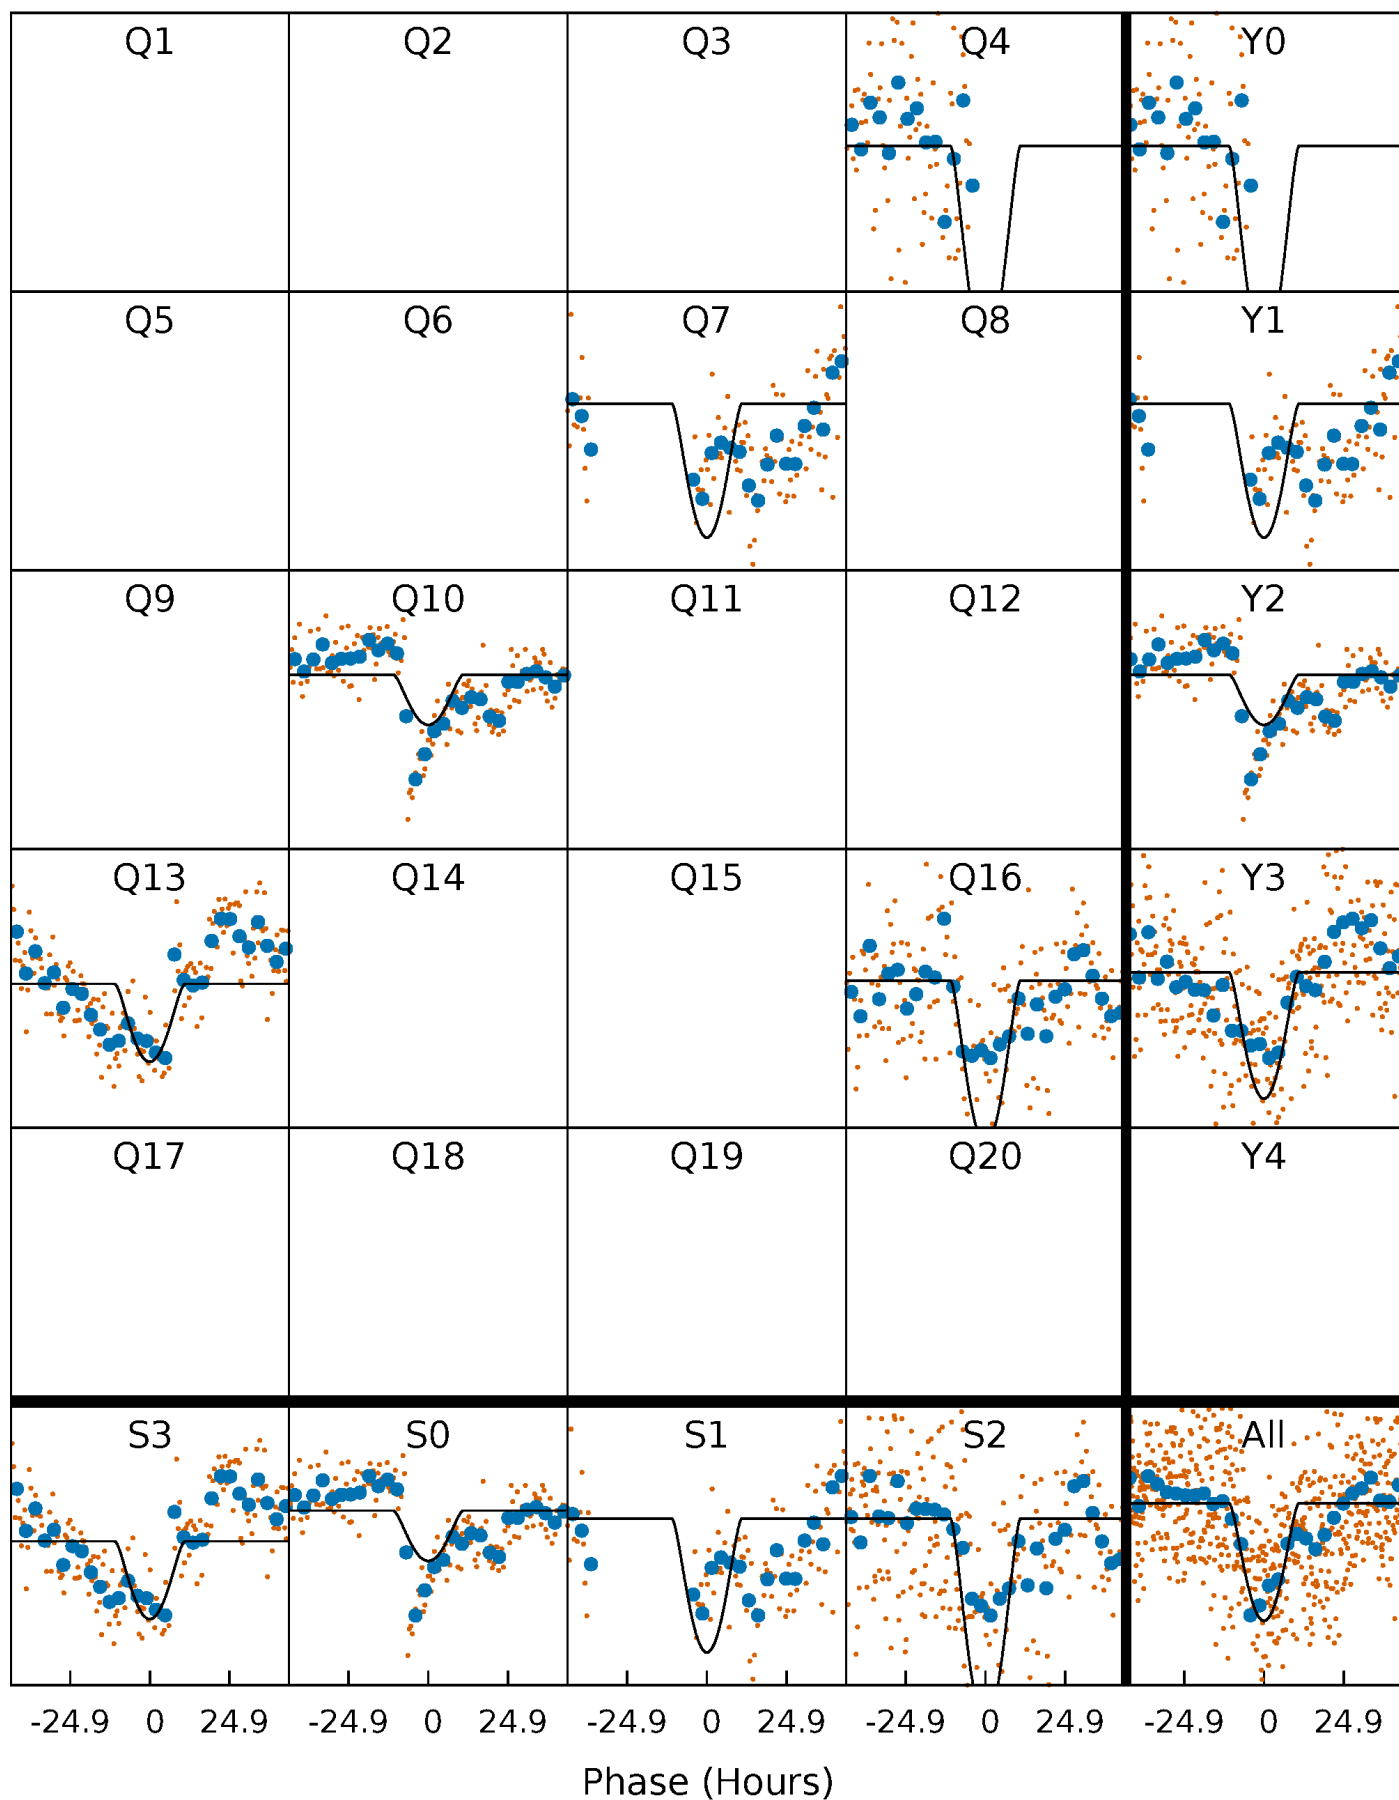 Q1 Q2 Q3 Q4 Y0
Q5 Q6 Q7 Q8 Y1
Q9 Q10 Q11 Q12 Y2
Q13 Q14 Q15 Q16 Y3
Q17 Q18 Q19 Q20 Y4
S3 S0 S1 S2 All
-24.9 0 24.9 -24.9 0 24.9 -24.9 0 24.9 -24.9 0 24.9 -24.9 0 24.9
Phase (Hours)